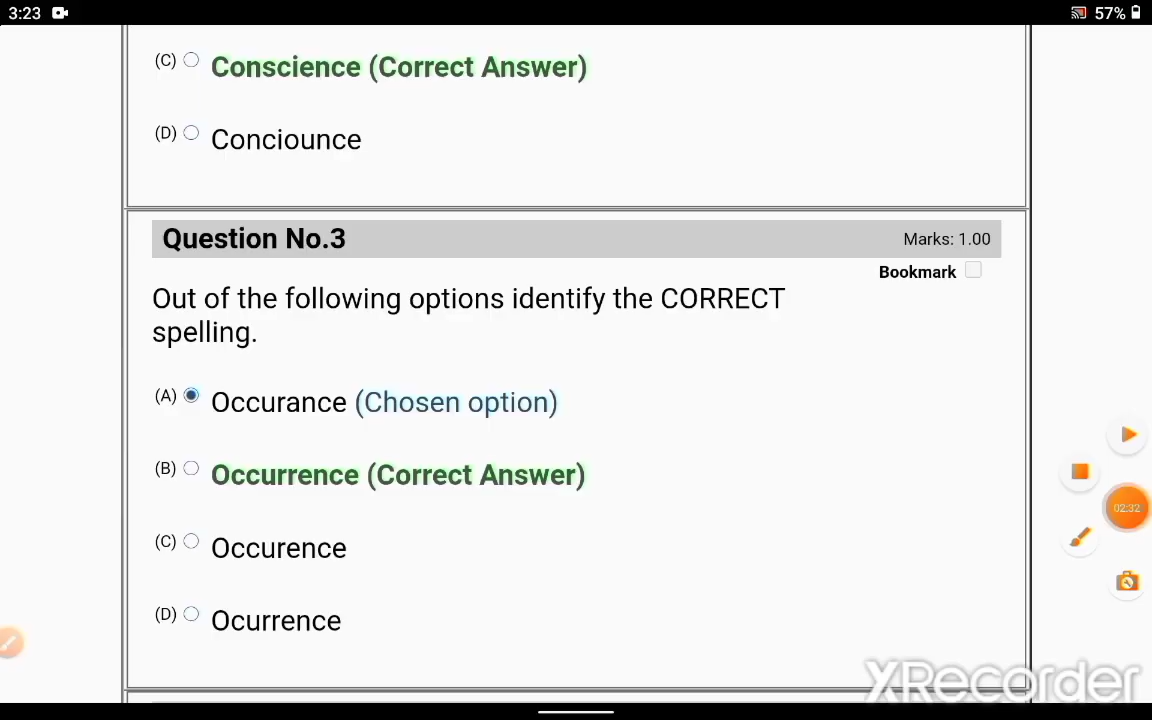 3:23
57%
(C) Conscience (Correct Answer)
(D) Conciounce
Question No.3
Marks: 1.00
Bookmark
Out of the following options identify the CORRECT
spelling.
(A) Occurance (Chosen option)
(B) Occurrence (Correct Answer)
(C) Occurence
(D) Ocurrence
02:32
XRecorder